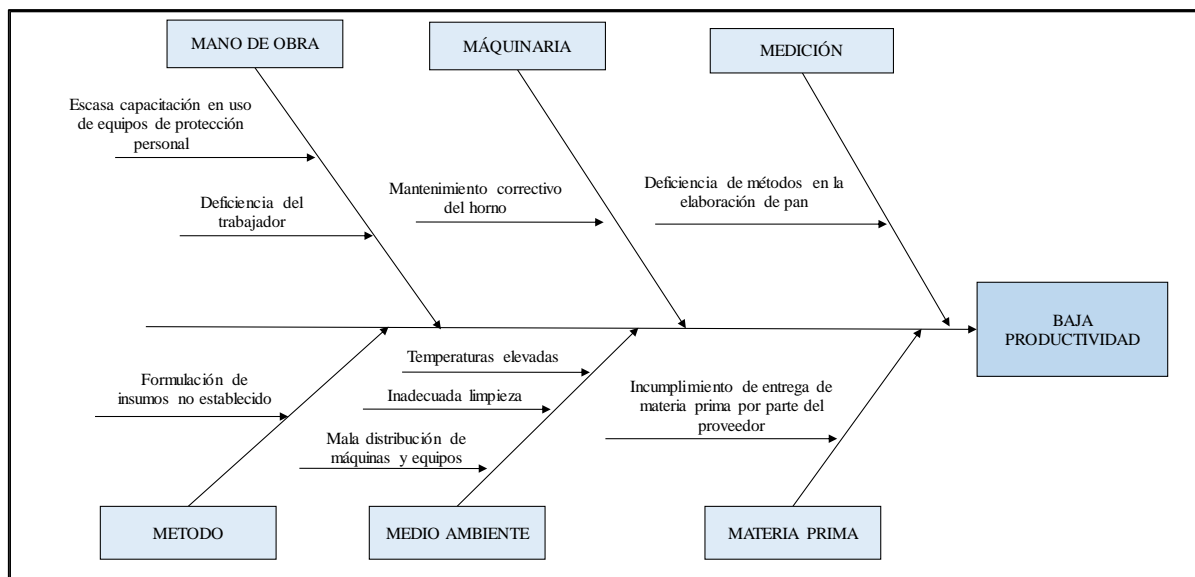 MANO DE OBRA
MÁQUINARIA
MEDICIÓN
Escasa capacitación en uso
de equipos de protección
personal
Deficiencia del
trabajador
Mantenimiento correctivo
del horno
Deficiencia de métodos en la
elaboración de pan
BAJA
PRODUCTIVIDAD
Formulación de
insumos no establecido
Temperaturas elevadas
Inadecuada limpieza
Mala distribución de
máquinas y equipos
Incumplimiento de entrega de
materia prima por parte del
proveedor
METODO
MEDIO AMBIENTE
MATERIA PRIMA